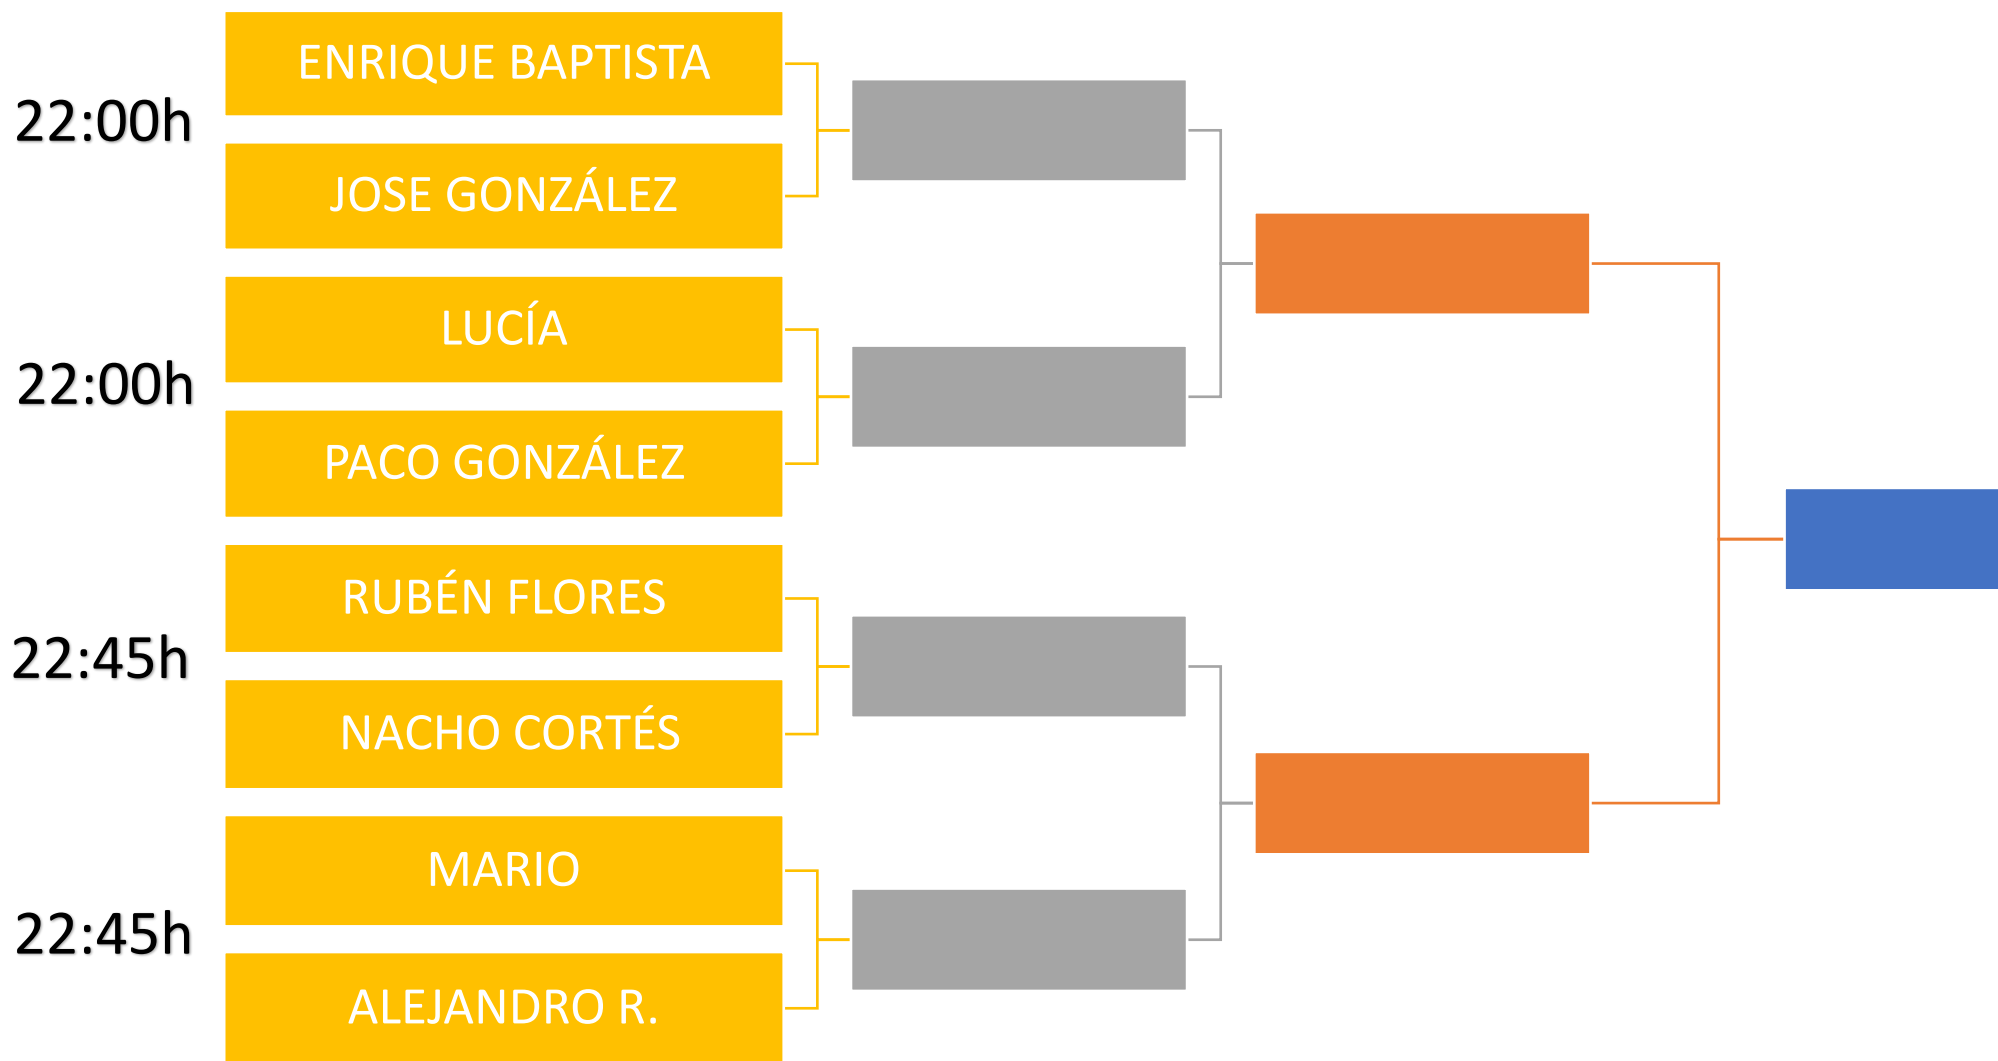 22:00h
ENRIQUE BAPTISTA
JOSE GONZÁLEZ
22:00h
LUCÍA
PACO GONZÁLEZ
22:45h
RUBÉN FLORES
NACHO CORTÉS
22:45h
MARIO
ALEJANDRO R.